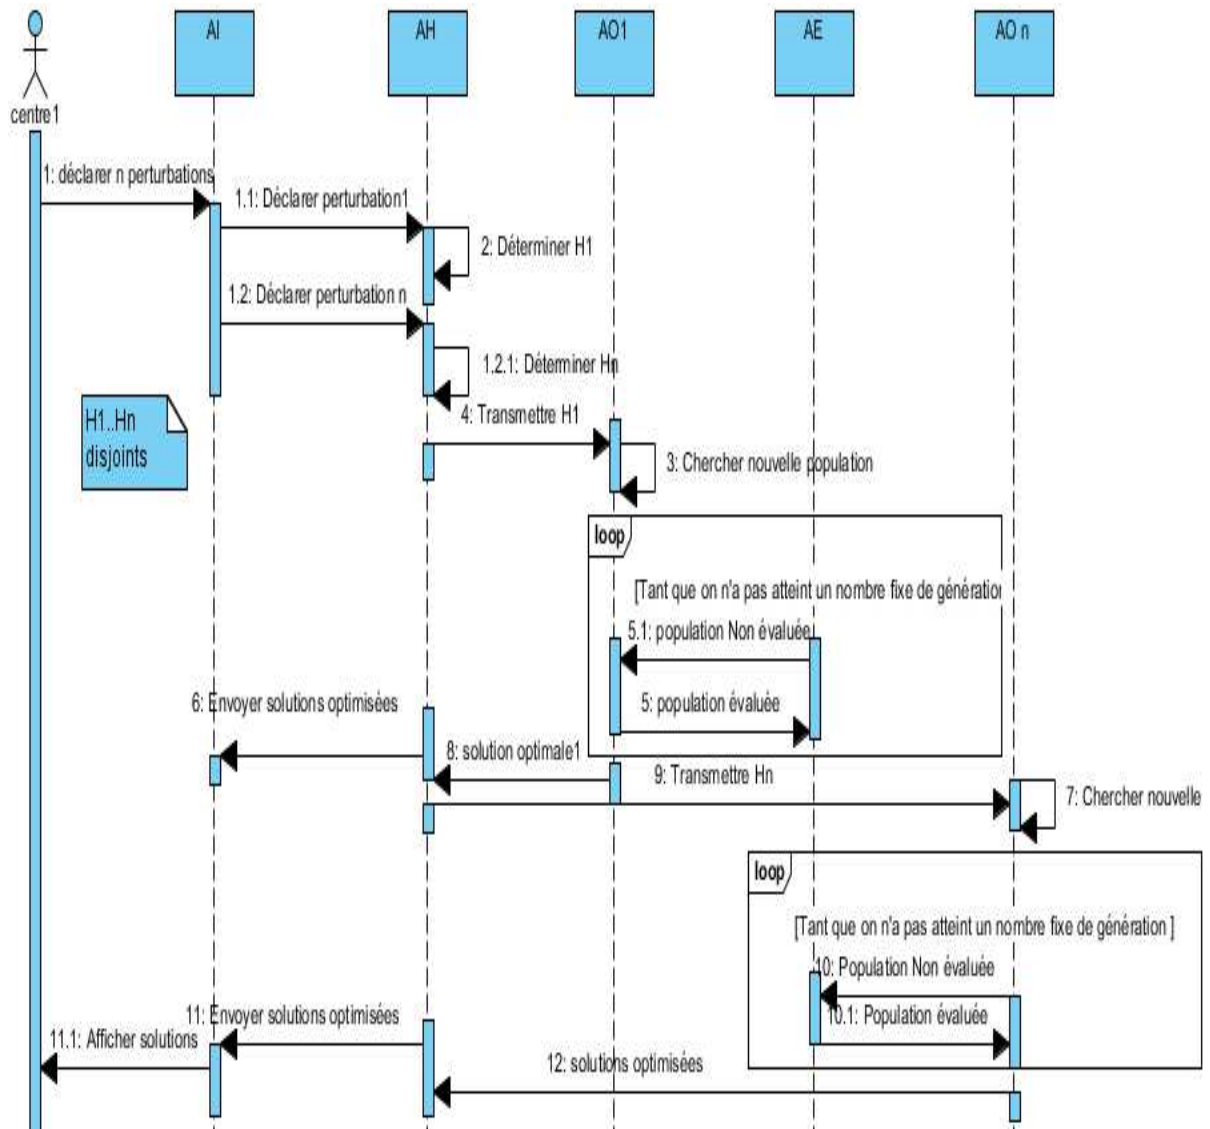 AI
AH
AO1
AE
AO n
centre1
1: déclarer n perturbations
1.1: Déclarer perturbation1
2: Déterminer H1
1.2: Déclarer perturbation n
1.2.1: Déterminer Hn
H1..Hn
disjoints
4: Transmettre H1
3: Chercher nouvelle population
loop
[Tant que on n'a pas atteint un nombre fixe de génération
5.1: population Non évaluée
6: Envoyer solutions optimisées
5: population évaluée
8: solution optimale1
9: Transmettre Hn
7: Chercher nouvelle
loop
[Tant que on n'a pas atteint un nombre fixe de génération ]
10: Population Non évaluée
11: Envoyer solutions optimisées
10.1: Population évaluée
11.1: Afficher solutions
12: solutions optimisées